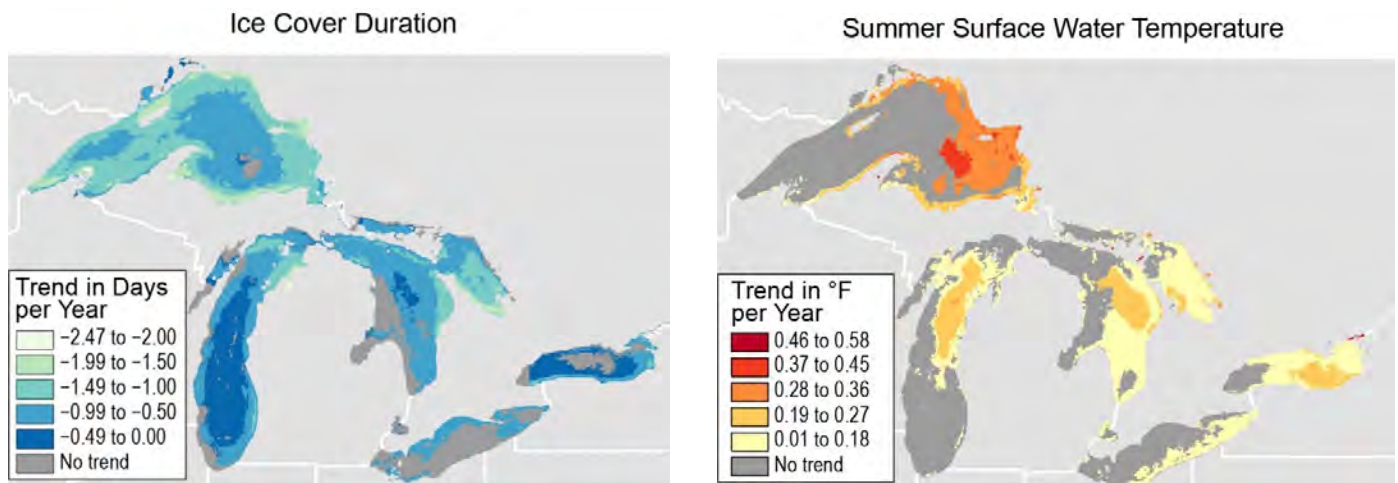 Ice Cover Duration
Trend in Days
per Year
−2.47 to −2.00
−1.99 to −1.50
−1.49 to −1.00
−0.99 to −0.50
−0.49 to 0.00
No trend
Summer Surface Water Temperature
Trend in °F
per Year
0.46 to 0.58
0.37 to 0.45
0.28 to 0.36
0.19 to 0.27
0.01 to 0.18
No trend